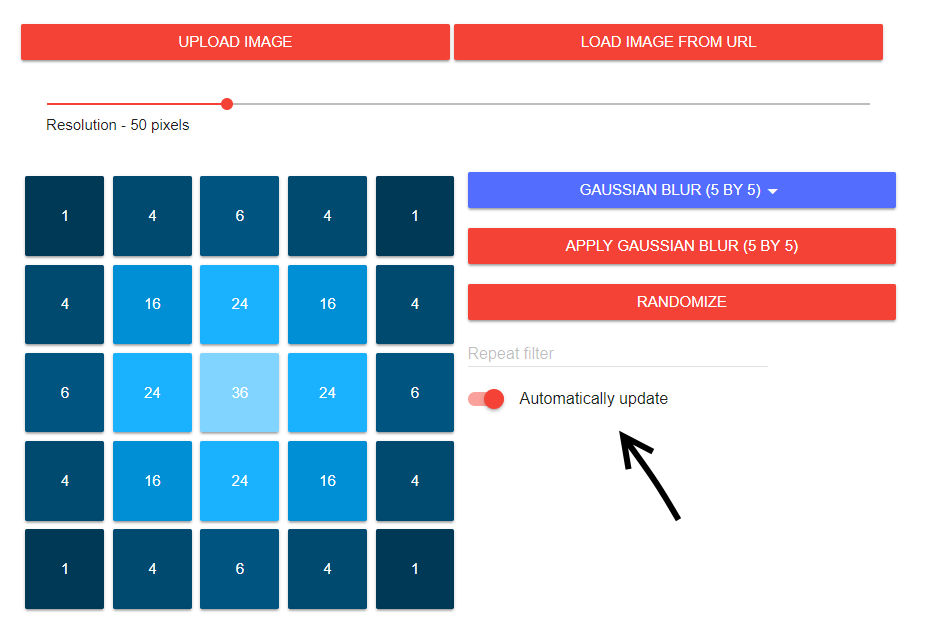 UPLOAD IMAGE
LOAD IMAGE FROM URL
Resolution - 50 pixels
1 4 6 4 1
4 16 24 16 4
6 24 36 24 6
4 16 24 16 4
1 4 6 4 1
GAUSSIAN BLUR (5 BY 5)
APPLY GAUSSIAN BLUR (5 BY 5)
RANDOMIZE
Repeat filter
Automatically update